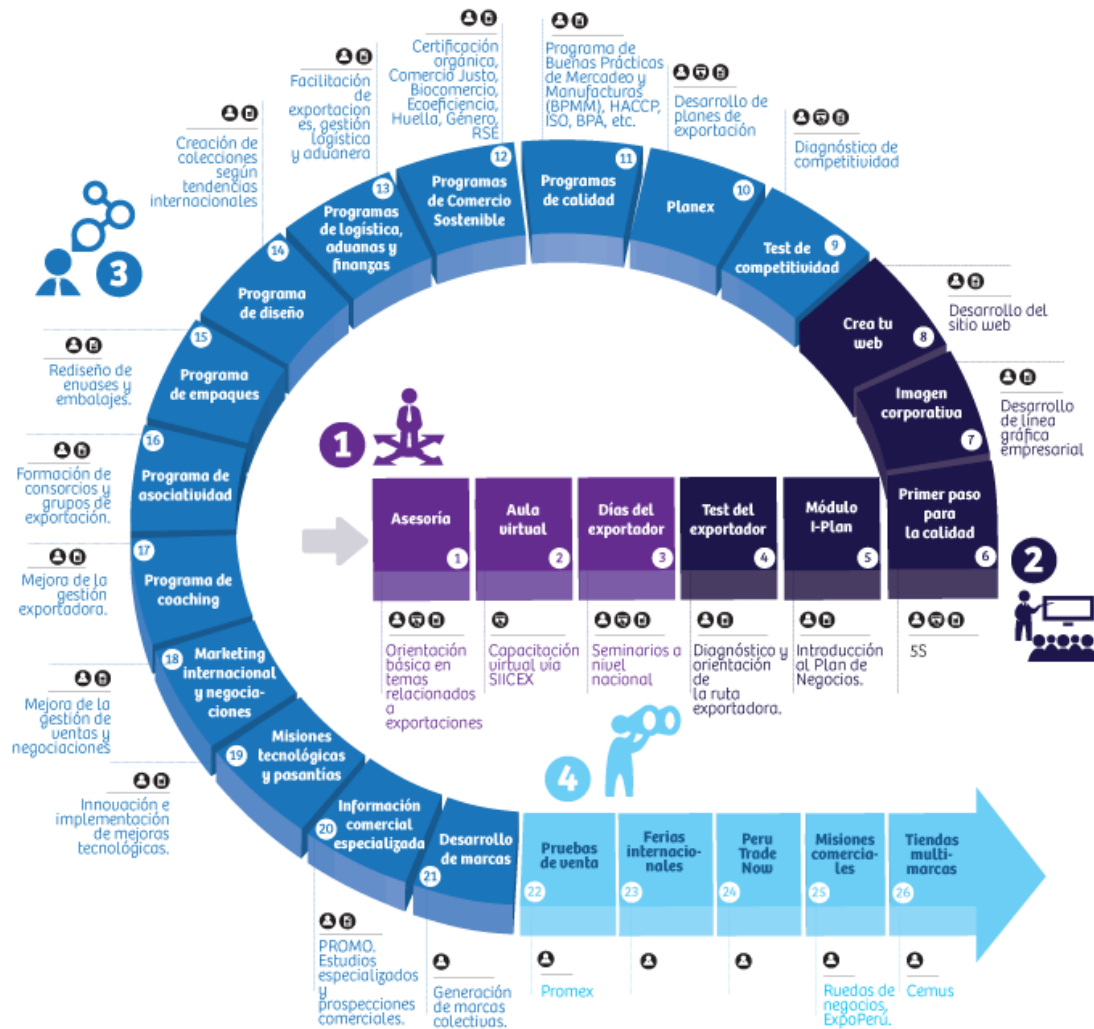 1
Asesoría
1
Orientación
básica en
temas
relacionados
a
exportaciones
Aula
virtual
2
Capacitación
virtual vía
SIICEX
Días del
exportador
3
Seminarios a
nivel
nacional
Test del
exportador
4
Diagnóstico y
orientación
de
la ruta
exportadora.
Módulo
I-Plan
5
Introducción
al Plan de
Negocios.
2
Primer paso
para
la calidad
6
5S
Imagen
corporativa
7
Desarrollo
de línea
gráfica
empresarial
Crea tu
web
8
Desarrollo del
sitio web
3
Test de
competitividad
9
Diagnóstico de
competitividad
Planex
10
Desarrollo de
planes de
exportación
Programas
de calidad
11
Programa de
Buenas Prácticas
de Mercadeo y
Manufacturas
(BPMM), HACCP,
ISO, BPA, etc.
Programas
de Comercio
Sostenible
12
Certificación
orgánica,
Comercio Justo,
Biocomercio,
Ecoeficiencia,
Huella, Género,
RSE
Programas
de logística,
aduanas y
finanzas
13
Facilitación
de
exportacion
es, gestión
logística
y aduanera
Programa
de diseño
14
Creación de
colecciones
según
tendencias
internacionales
Programa
de empaques
15
Rediseño de
envases y
embalajes.
Programa de
asociatividad
16
Formación de
consorcios y
grupos de
exportación.
Programa de
coaching
17
Mejora de la
gestión
exportadora.
Marketing
internacional
y negocia-
ciones
18
Mejora de la
gestión de
ventas y
negociaciones
Misiones
tecnológicas
y pasantías
19
Innovación e
implementación
de mejoras
tecnológicas.
Información
comercial
especializada
20
PROMO.
Estudios
especializados
y
prospecciones
comerciales.
Desarrollo
de marcas
21
Generación
de marcas
colectivas.
4
Pruebas
de venta
22
Promex
Ferias
internacio-
nales
23
Peru
Trade
Now
24
Misiones
comercia-
les
25
Ruedas de
negocios,
ExpoPerú.
Tiendas
multi-
marcas
26
Cemus